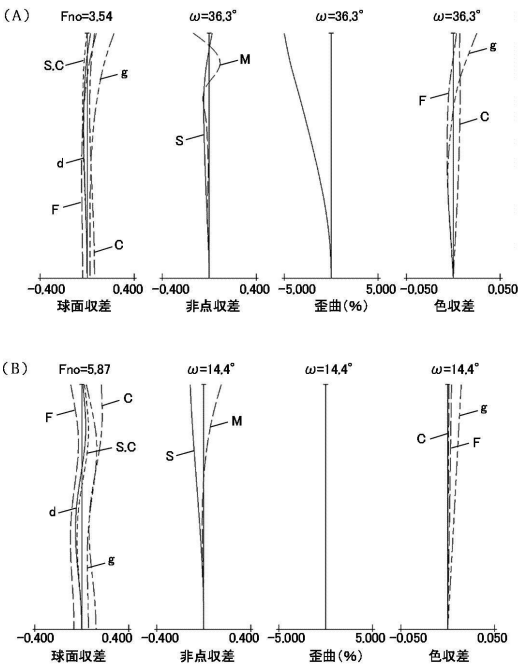 (A)
Fno=3.54
ω=36.3°
ω=36.3°
ω=36.3°
S.C
g
d
F
C
M
S
g
F
C
-0.400 0.400
-0.400 0.400
-5.000 5.000
-0.050 0.050
球面収差
非点収差
歪曲(%)
色収差
(B)
Fno=5.87
ω=14.4°
ω=14.4°
ω=14.4°
F
C
S.C
d
g
M
S
g
C
F
-0.400 0.400
-0.400 0.400
-5.000 5.000
-0.050 0.050
球面収差
非点収差
歪曲(%)
色収差